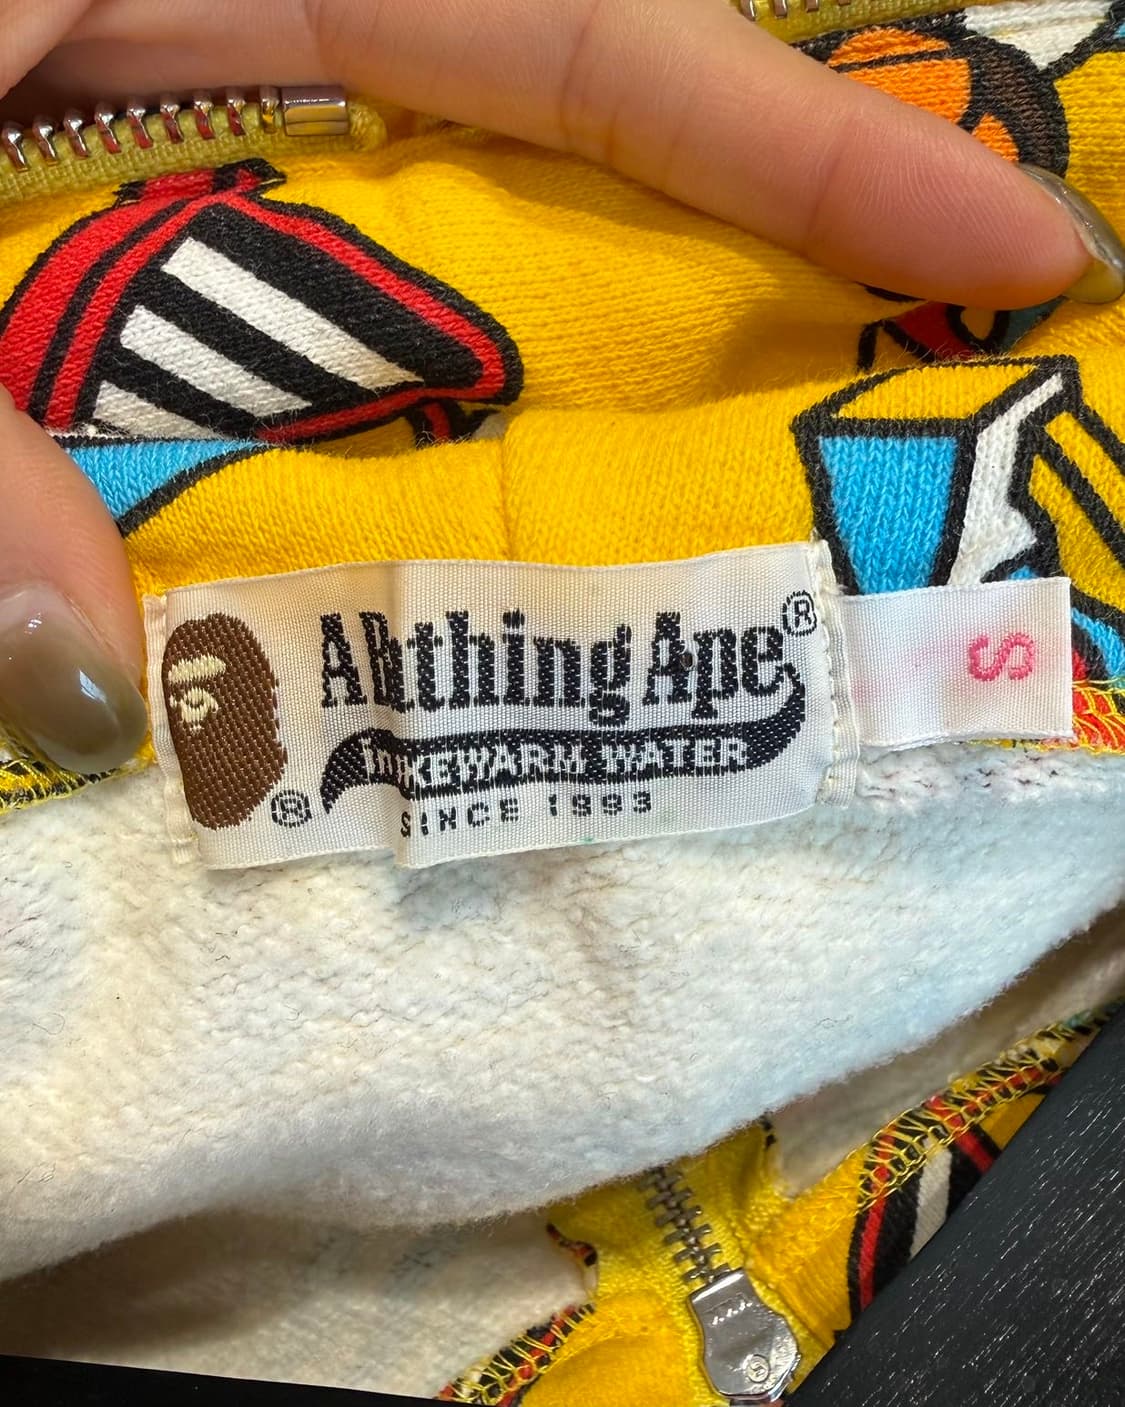 A Bathing Ape®
in LUKEWARM WATER
®
SINCE 1993
S